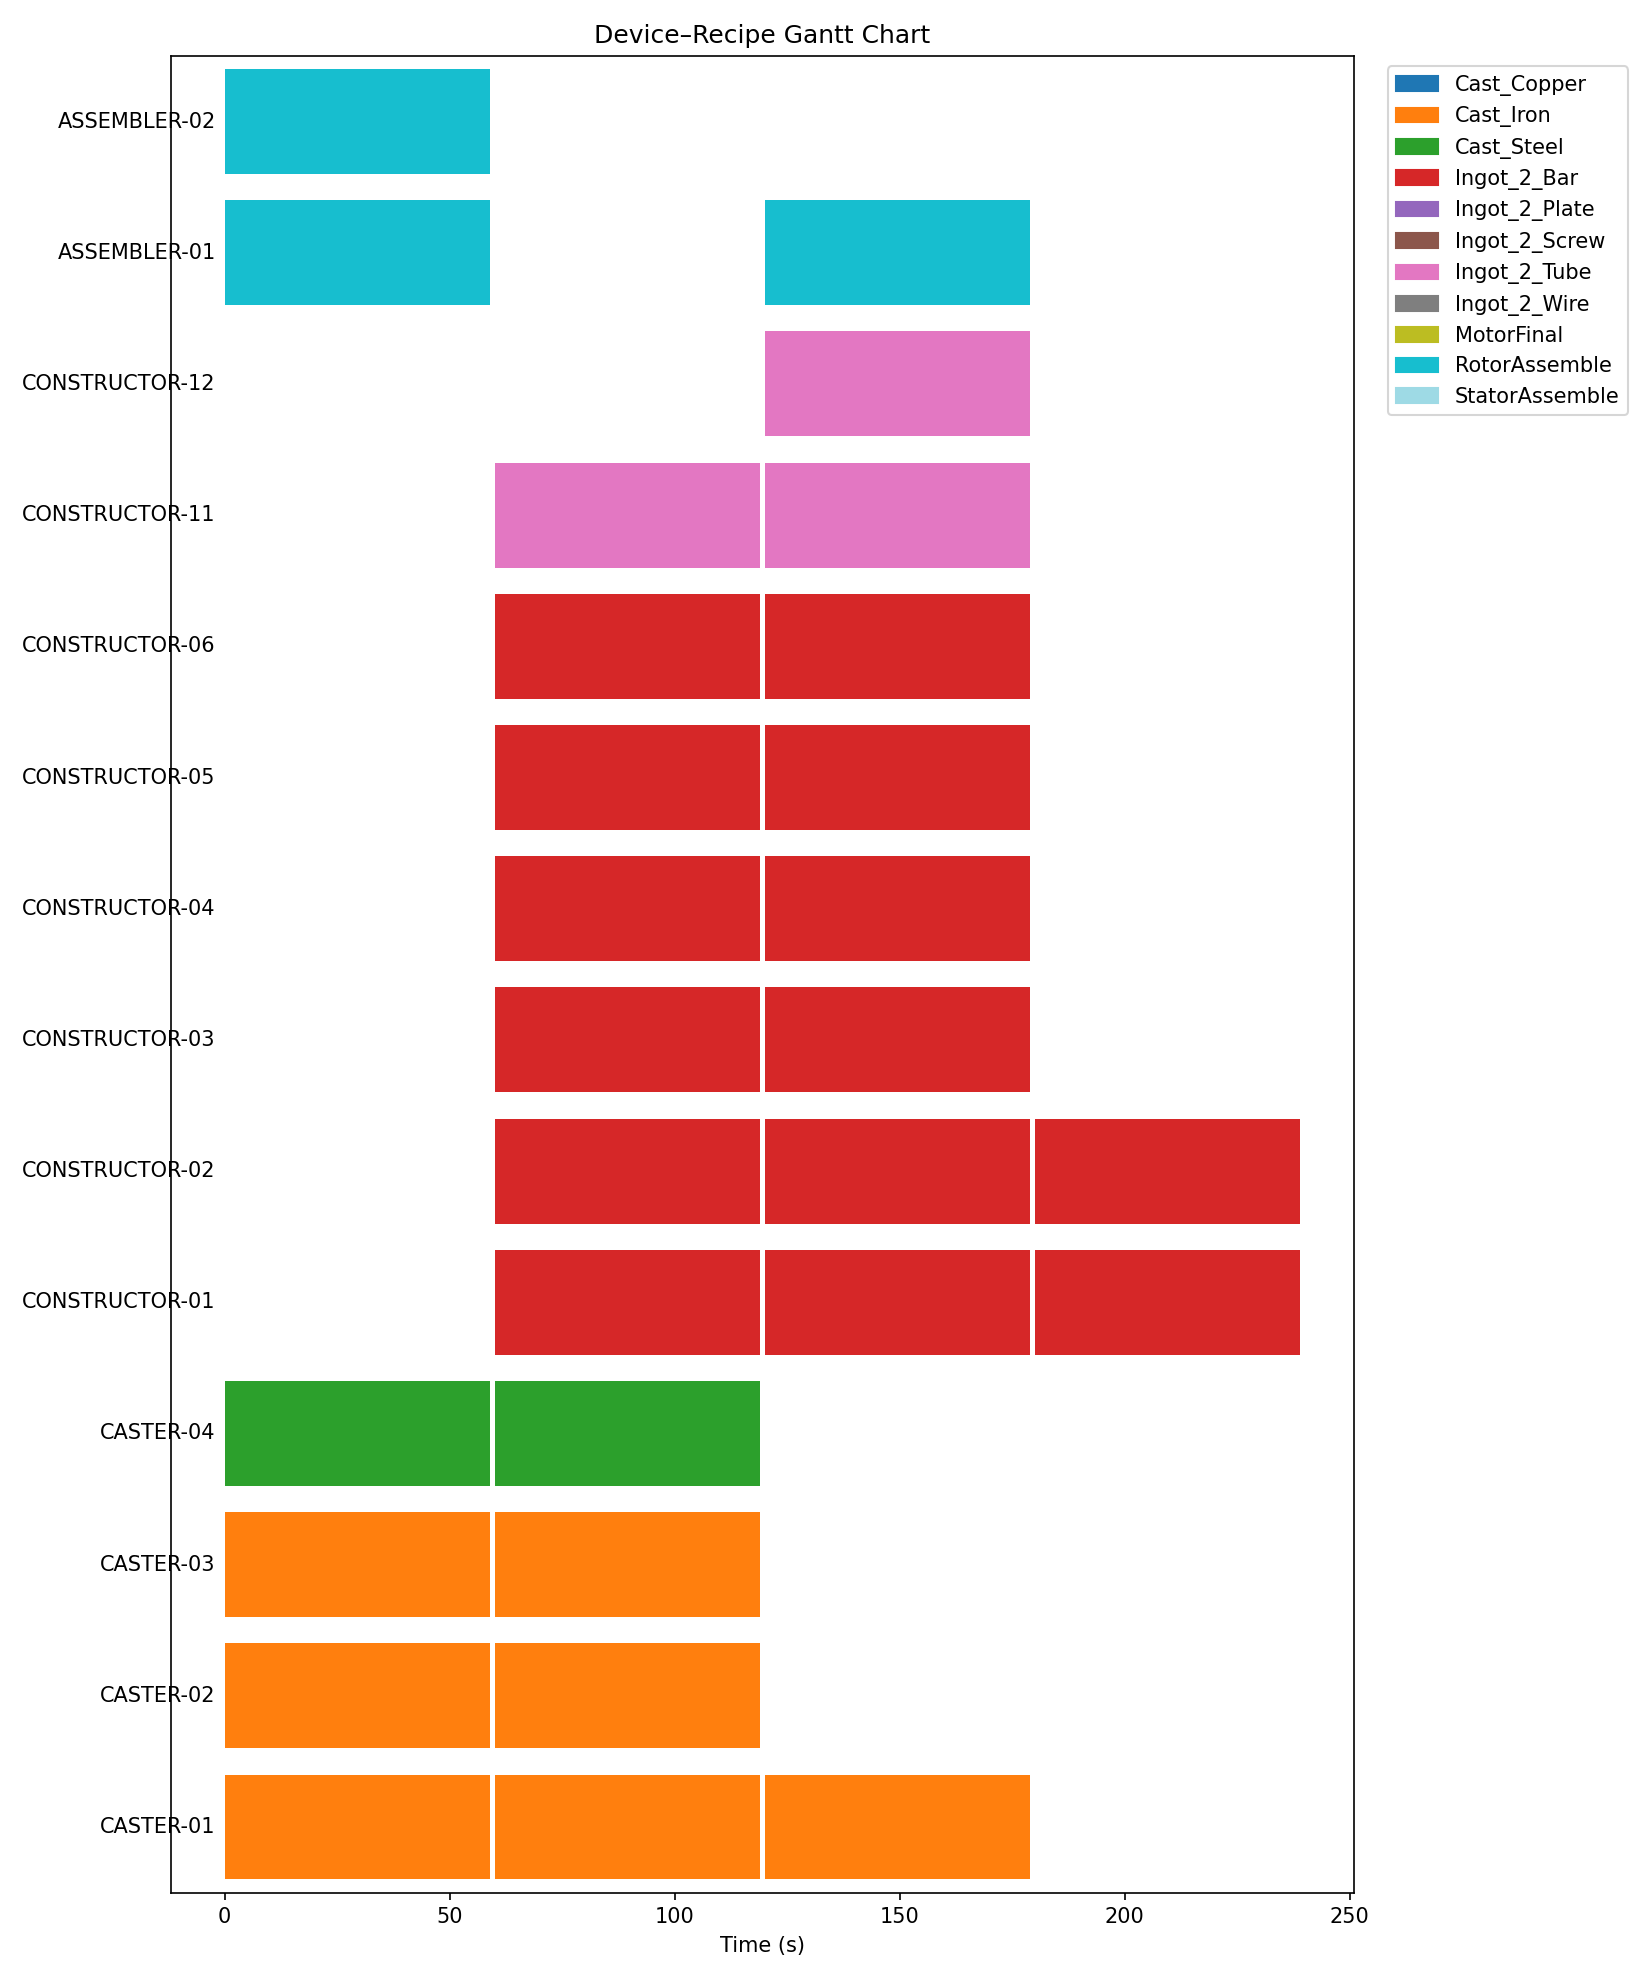 Device–Recipe Gantt Chart
ASSEMBLER-02
ASSEMBLER-01
CONSTRUCTOR-12
CONSTRUCTOR-11
CONSTRUCTOR-06
CONSTRUCTOR-05
CONSTRUCTOR-04
CONSTRUCTOR-03
CONSTRUCTOR-02
CONSTRUCTOR-01
CASTER-04
CASTER-03
CASTER-02
CASTER-01
0 50 100 150 200 250
Time (s)
Cast_Copper
Cast_Iron
Cast_Steel
Ingot_2_Bar
Ingot_2_Plate
Ingot_2_Screw
Ingot_2_Tube
Ingot_2_Wire
MotorFinal
RotorAssemble
StatorAssemble